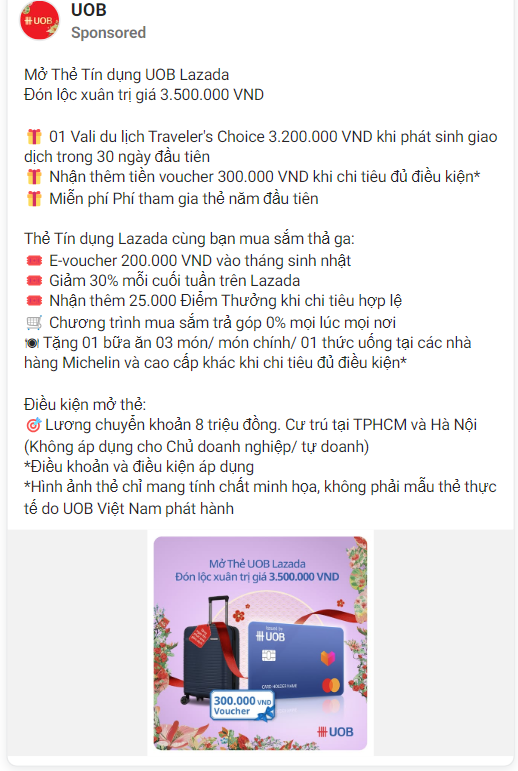 UOB
UOB
Sponsored
Mở Thẻ Tín dụng UOB Lazada
Đón lộc xuân trị giá 3.500.000 VND
🎁 01 Vali du lịch Traveler's Choice 3.200.000 VND khi phát sinh giao
dịch trong 30 ngày đầu tiên
🎁 Nhận thêm tiền voucher 300.000 VND khi chi tiêu đủ điều kiện*
🎁 Miễn phí Phí tham gia thẻ năm đầu tiên
Thẻ Tín dụng Lazada cùng bạn mua sắm thả ga:
🎟️ E-voucher 200.000 VND vào tháng sinh nhật
🎟️ Giảm 30% mỗi cuối tuần trên Lazada
🎟️ Nhận thêm 25.000 Điểm Thưởng khi chi tiêu hợp lệ
🛒 Chương trình mua sắm trả góp 0% mọi lúc mọi nơi
🍽️ Tặng 01 bữa ăn 03 món/ món chính/ 01 thức uống tại các nhà
hàng Michelin và cao cấp khác khi chi tiêu đủ điều kiện*
Điều kiện mở thẻ:
🎯 Lương chuyển khoản 8 triệu đồng. Cư trú tại TPHCM và Hà Nội
(Không áp dụng cho Chủ doanh nghiệp/ tự doanh)
*Điều khoản và điều kiện áp dụng
*Hình ảnh thẻ chỉ mang tính chất minh họa, không phải mẫu thẻ thực
tế do UOB Việt Nam phát hành
Mở Thẻ UOB Lazada
Đón lộc xuân trị giá 3.500.000 VND
UOB
CARD HOLDER NAME
300.000 VND
Voucher
UOB